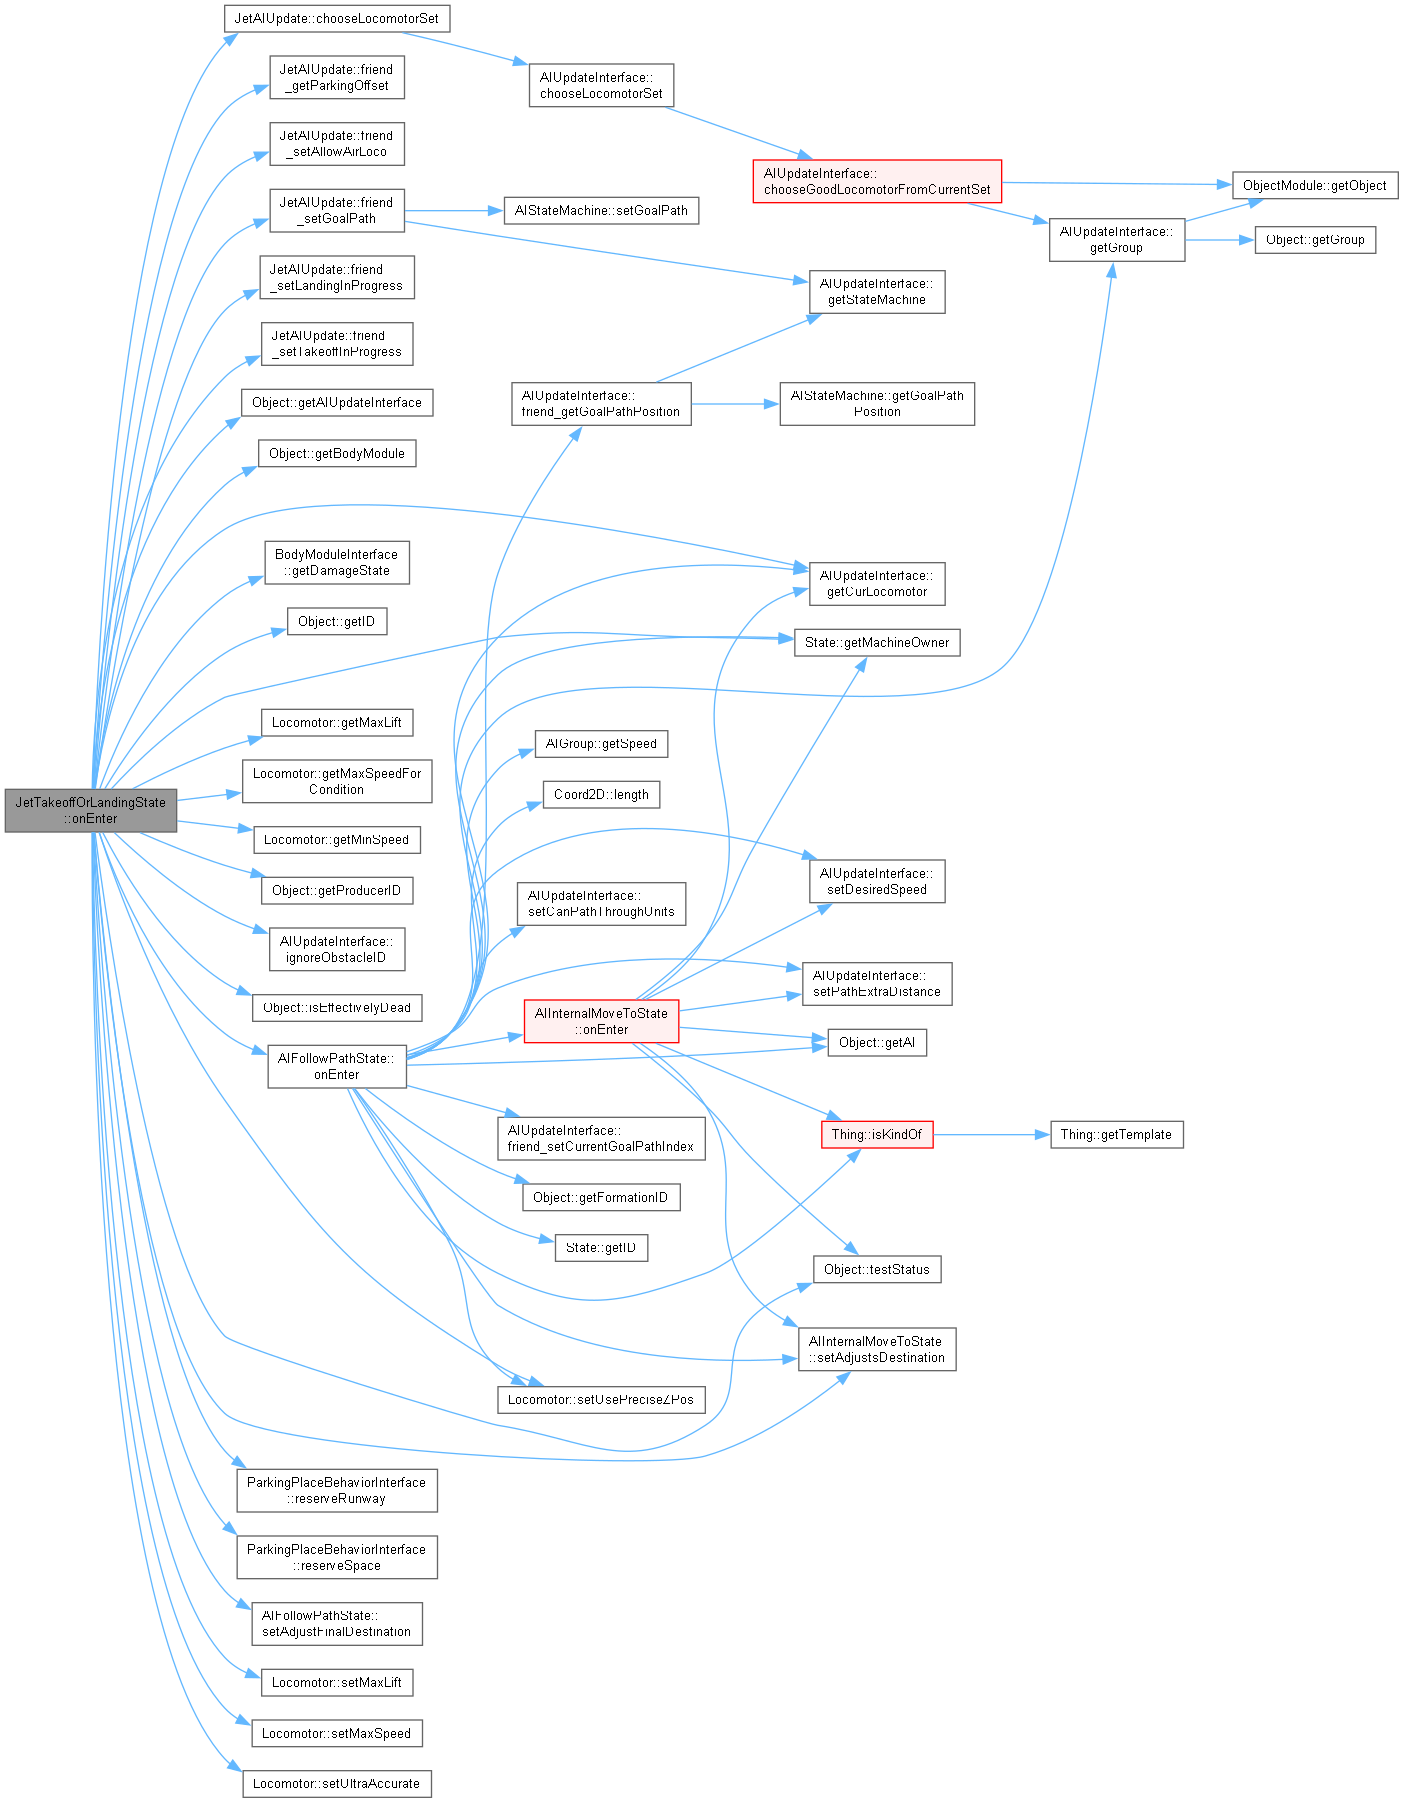 JetTakeoffOrLandingState
::onEnter
JetAIUpdate::chooseLocomotorSet
AIUpdateInterface::
chooseLocomotorSet
AIUpdateInterface::
chooseGoodLocomotorFromCurrentSet
ObjectModule::getObject
AIUpdateInterface::
getGroup
Object::getGroup
JetAIUpdate::friend
_getParkingOffset
JetAIUpdate::friend
_setAllowAirLoco
JetAIUpdate::friend
_setGoalPath
AIStateMachine::setGoalPath
AIUpdateInterface::
getStateMachine
JetAIUpdate::friend
_setLandingInProgress
JetAIUpdate::friend
_setTakeoffInProgress
Object::getAIUpdateInterface
Object::getBodyModule
AIUpdateInterface::
friend_getGoalPathPosition
AIStateMachine::getGoalPath
Position
BodyModuleInterface
::getDamageState
AIUpdateInterface::
getCurLocomotor
Object::getID
State::getMachineOwner
Locomotor::getMaxLift
Locomotor::getMaxSpeedFor
Condition
Locomotor::getMinSpeed
Object::getProducerID
AIUpdateInterface::
ignoreObstacleID
Object::isEffectivelyDead
AIFollowPathState::
onEnter
AIGroup::getSpeed
Coord2D::length
AIUpdateInterface::
setDesiredSpeed
AIUpdateInterface::
setCanPathThroughUnits
AIUpdateInterface::
setPathExtraDistance
AIInternalMoveToState
::onEnter
Object::getAI
AIUpdateInterface::
friend_setCurrentGoalPathIndex
Thing::isKindOf
Thing::getTemplate
Object::getFormationID
State::getID
Object::testStatus
AIInternalMoveToState
::setAdjustsDestination
Locomotor::setUsePreciseZPos
ParkingPlaceBehaviorInterface
::reserveRunway
ParkingPlaceBehaviorInterface
::reserveSpace
AIFollowPathState::
setAdjustFinalDestination
Locomotor::setMaxLift
Locomotor::setMaxSpeed
Locomotor::setUltraAccurate